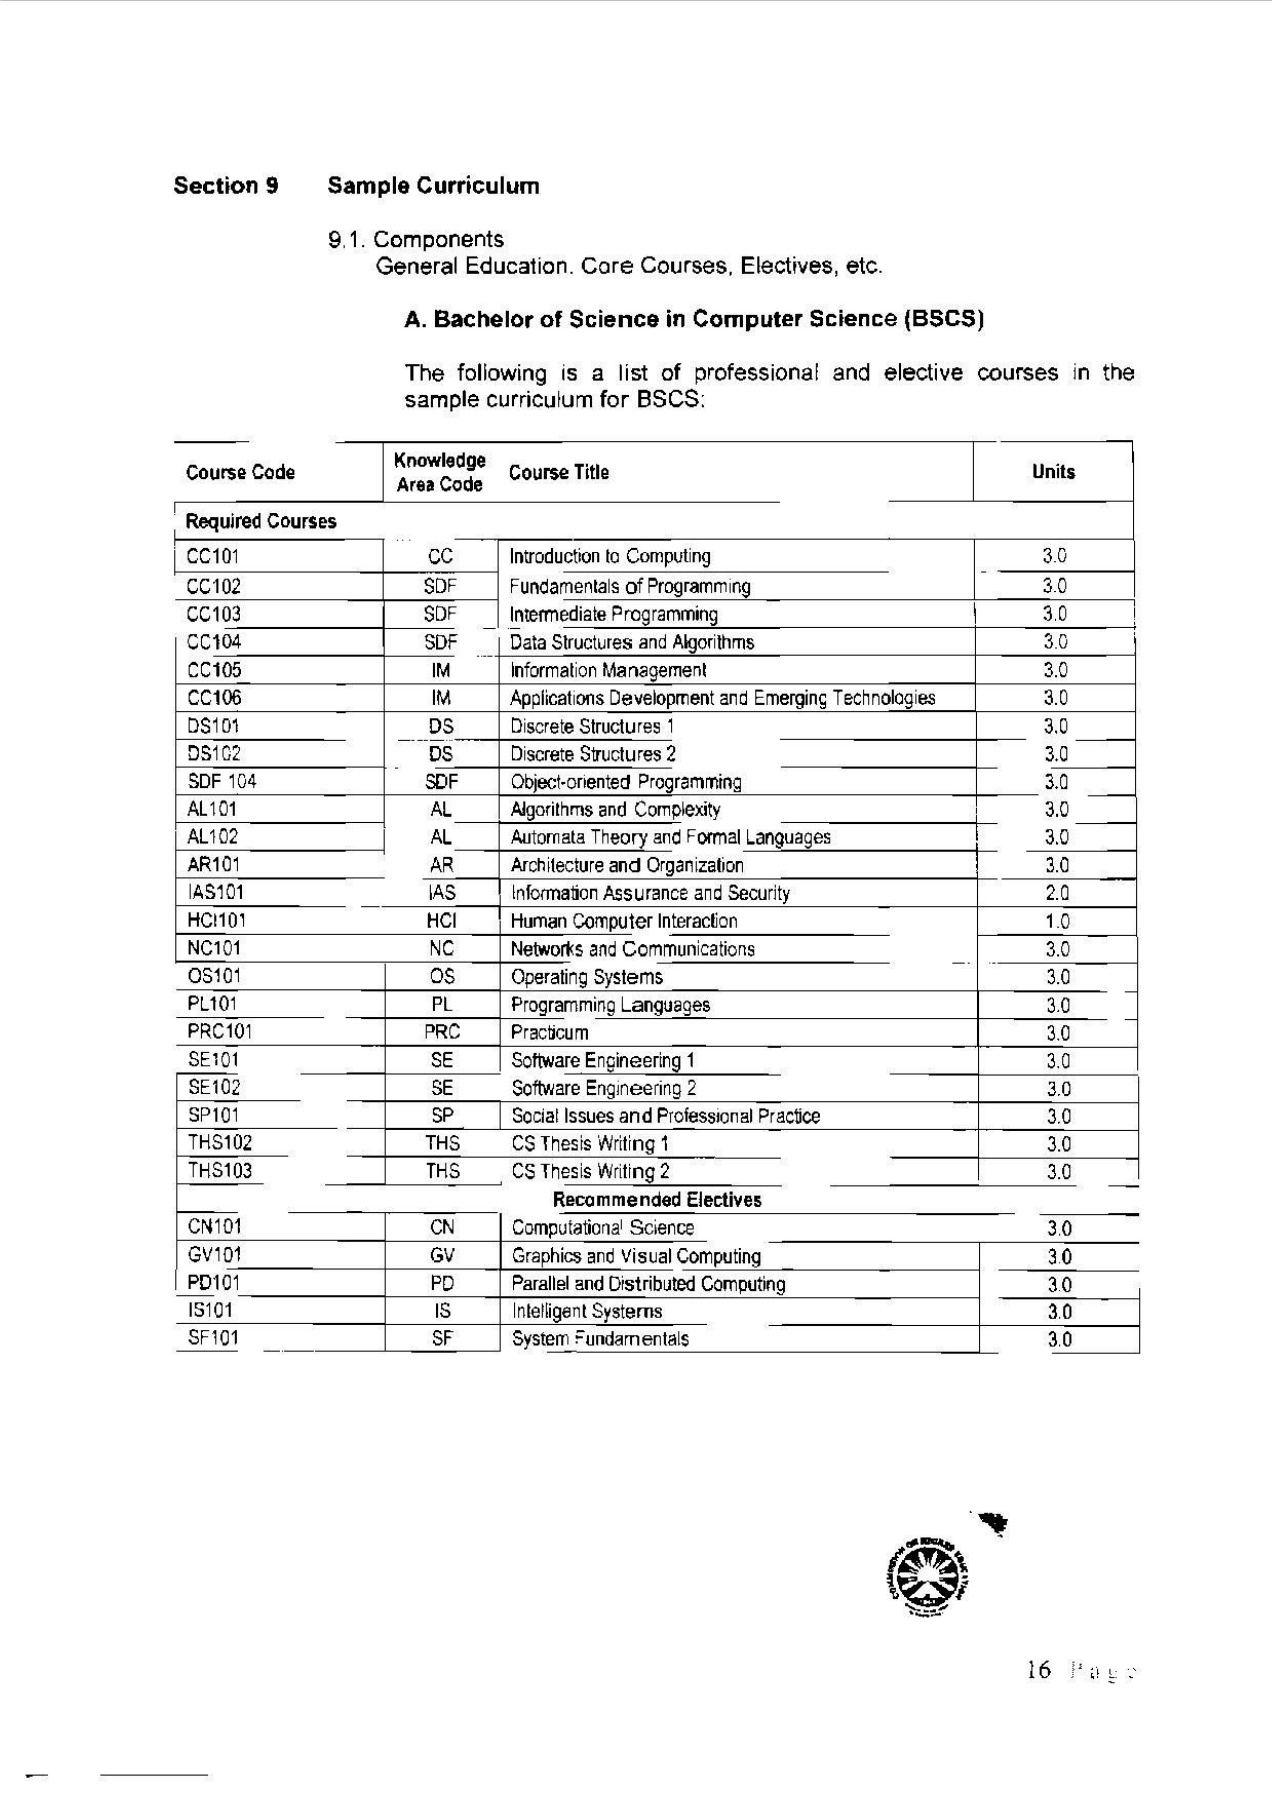 Section 9 Sample Curriculum
9.1. Components
General Education. Core Courses, Electives, etc.
A. Bachelor of Science in Computer Science (BSCS)
The following is a list of professional and elective courses in the
sample curriculum for BSCS:
Course Code Knowledge Area Code Course Title Units
Required Courses
CC101 CC Introduction to Computing 3.0
CC102 SDF Fundamentals of Programming 3.0
CC103 SDF Intermediate Programming 3.0
CC104 SDF Data Structures and Algorithms 3.0
CC105 IM Information Management 3.0
CC106 IM Applications Development and Emerging Technologies 3.0
DS101 DS Discrete Structures 1 3.0
DS102 DS Discrete Structures 2 3.0
SDF 104 SDF Object-oriented Programming 3.0
AL101 AL Algorithms and Complexity 3.0
AL102 AL Automata Theory and Formal Languages 3.0
AR101 AR Architecture and Organization 3.0
IAS101 IAS Information Assurance and Security 2.0
HCI101 HCI Human Computer Interaction 1.0
NC101 NC Networks and Communications 3.0
OS101 OS Operating Systems 3.0
PL101 PL Programming Languages 3.0
PRC101 PRC Practicum 3.0
SE101 SE Software Engineering 1 3.0
SE102 SE Software Engineering 2 3.0
SP101 SP Social Issues and Professional Practice 3.0
THS102 THS CS Thesis Writing 1 3.0
THS103 THS CS Thesis Writing 2 3.0
Recommended Electives
CN101 CN Computational Science 3.0
GV101 GV Graphics and Visual Computing 3.0
PD101 PD Parallel and Distributed Computing 3.0
IS101 IS Intelligent Systems 3.0
SF101 SF System Fundamentals 3.0
COMMISSION ON HIGHER EDUCATION
16 Page